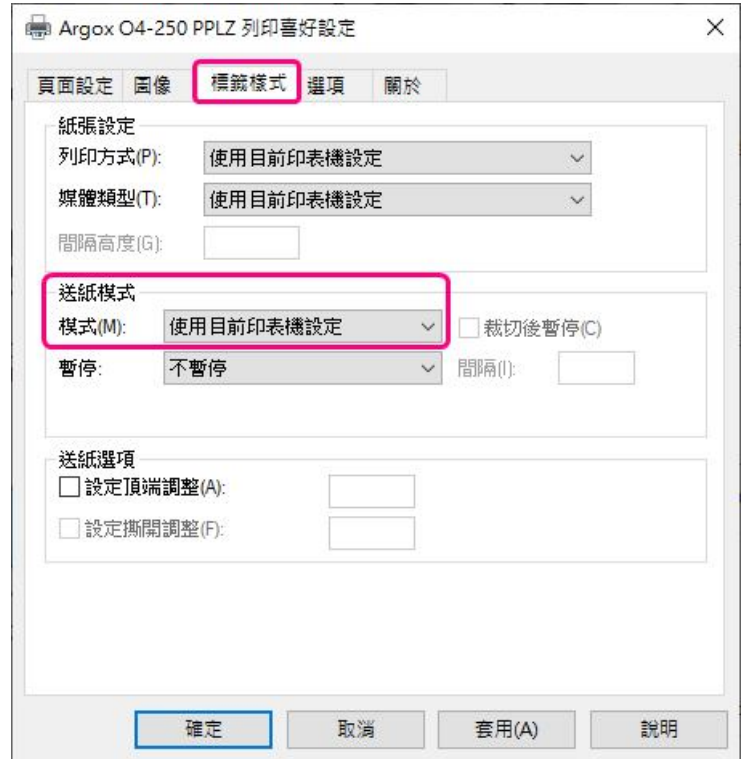 Argox O4-250 PPLZ 列印喜好設定
頁面設定 圖像 標籤樣式 選項 關於
紙張設定
列印方式(P): 使用目前印表機設定
媒體類型(T): 使用目前印表機設定
間隔高度(G):
送紙模式
模式(M): 使用目前印表機設定 裁切後暫停(C)
暫停: 不暫停 間隔(I):
送紙選項
設定頂端調整(A):
設定撕開調整(F):
確定 取消 套用(A) 說明